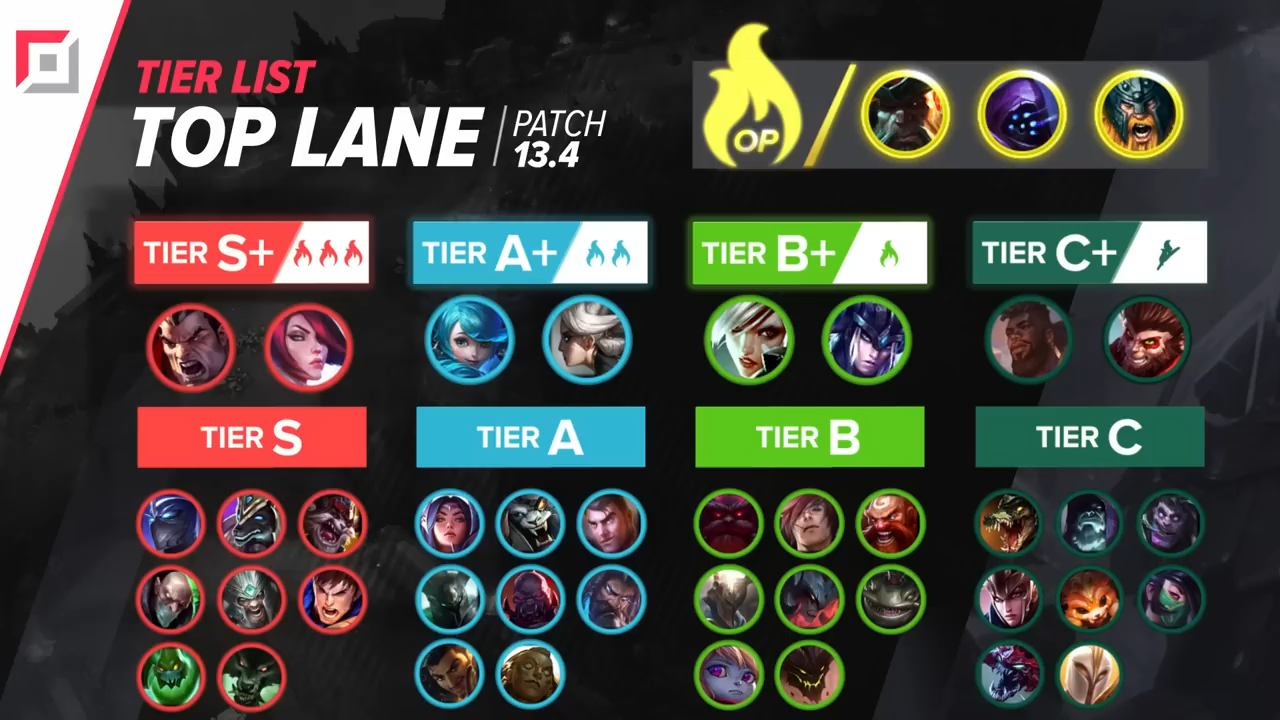 TIER LIST
TOP LANE
PATCH
13.4
OP
TIER S+
TIER A+
TIER B+
TIER C+
TIER S
TIER A
TIER B
TIER C